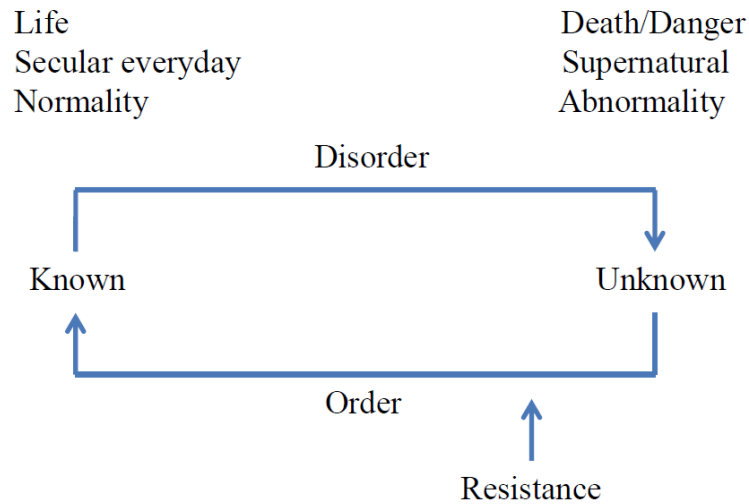 Life
Secular everyday
Normality
Death/Danger
Supernatural
Abnormality
Disorder
Known
Unknown
Order
Resistance